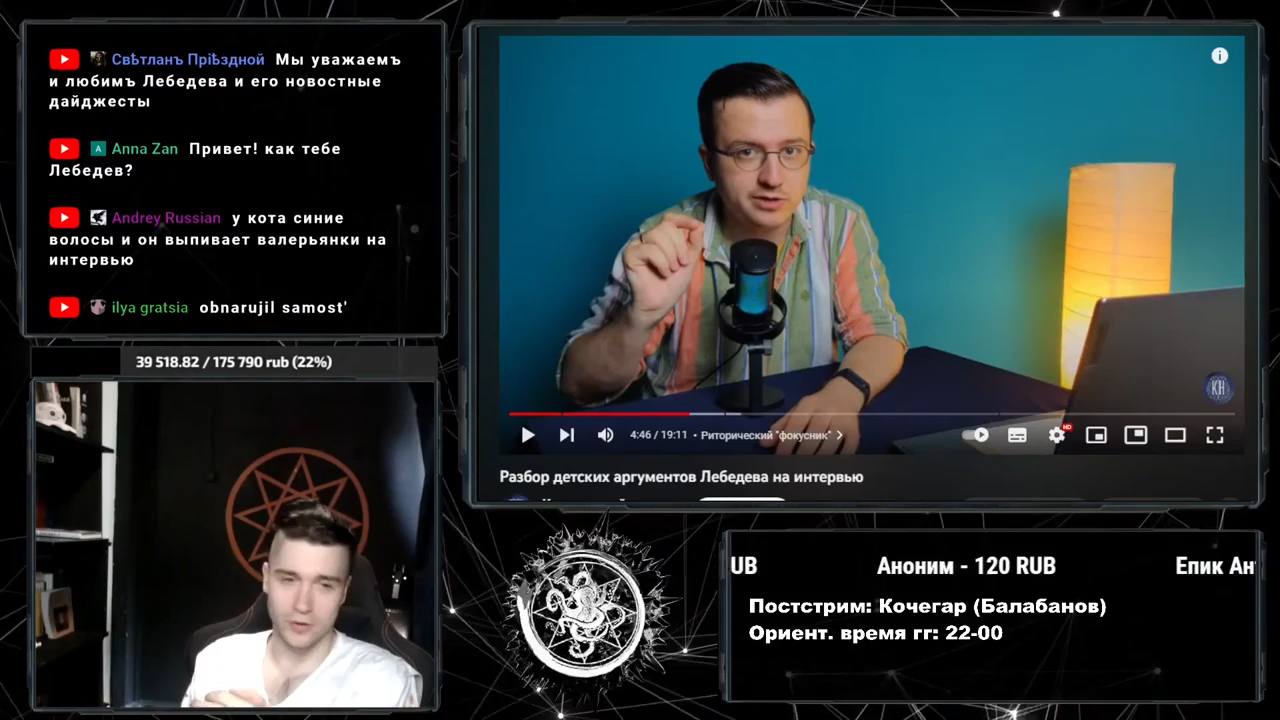 Свѣтланъ Прiѣздной Мы уважаемъ
и любимъ Лебедева и его новостные
дайджесты
A Anna Zan Привет! как тебе
Лебедев?
Andrey Russian у кота синие
волосы и он выпивает валерьянки на
интервью
ilya gratsia obnarujil samost'
39 518.82 / 175 790 rub (22%)
i
КН
4:46 / 19:11 • Риторический "фокусник"
HD
Разбор детских аргументов Лебедева на интервью
UB Аноним - 120 RUB Епик Ан
Постстрим: Кочегар (Балабанов)
Ориент. время гг: 22-00